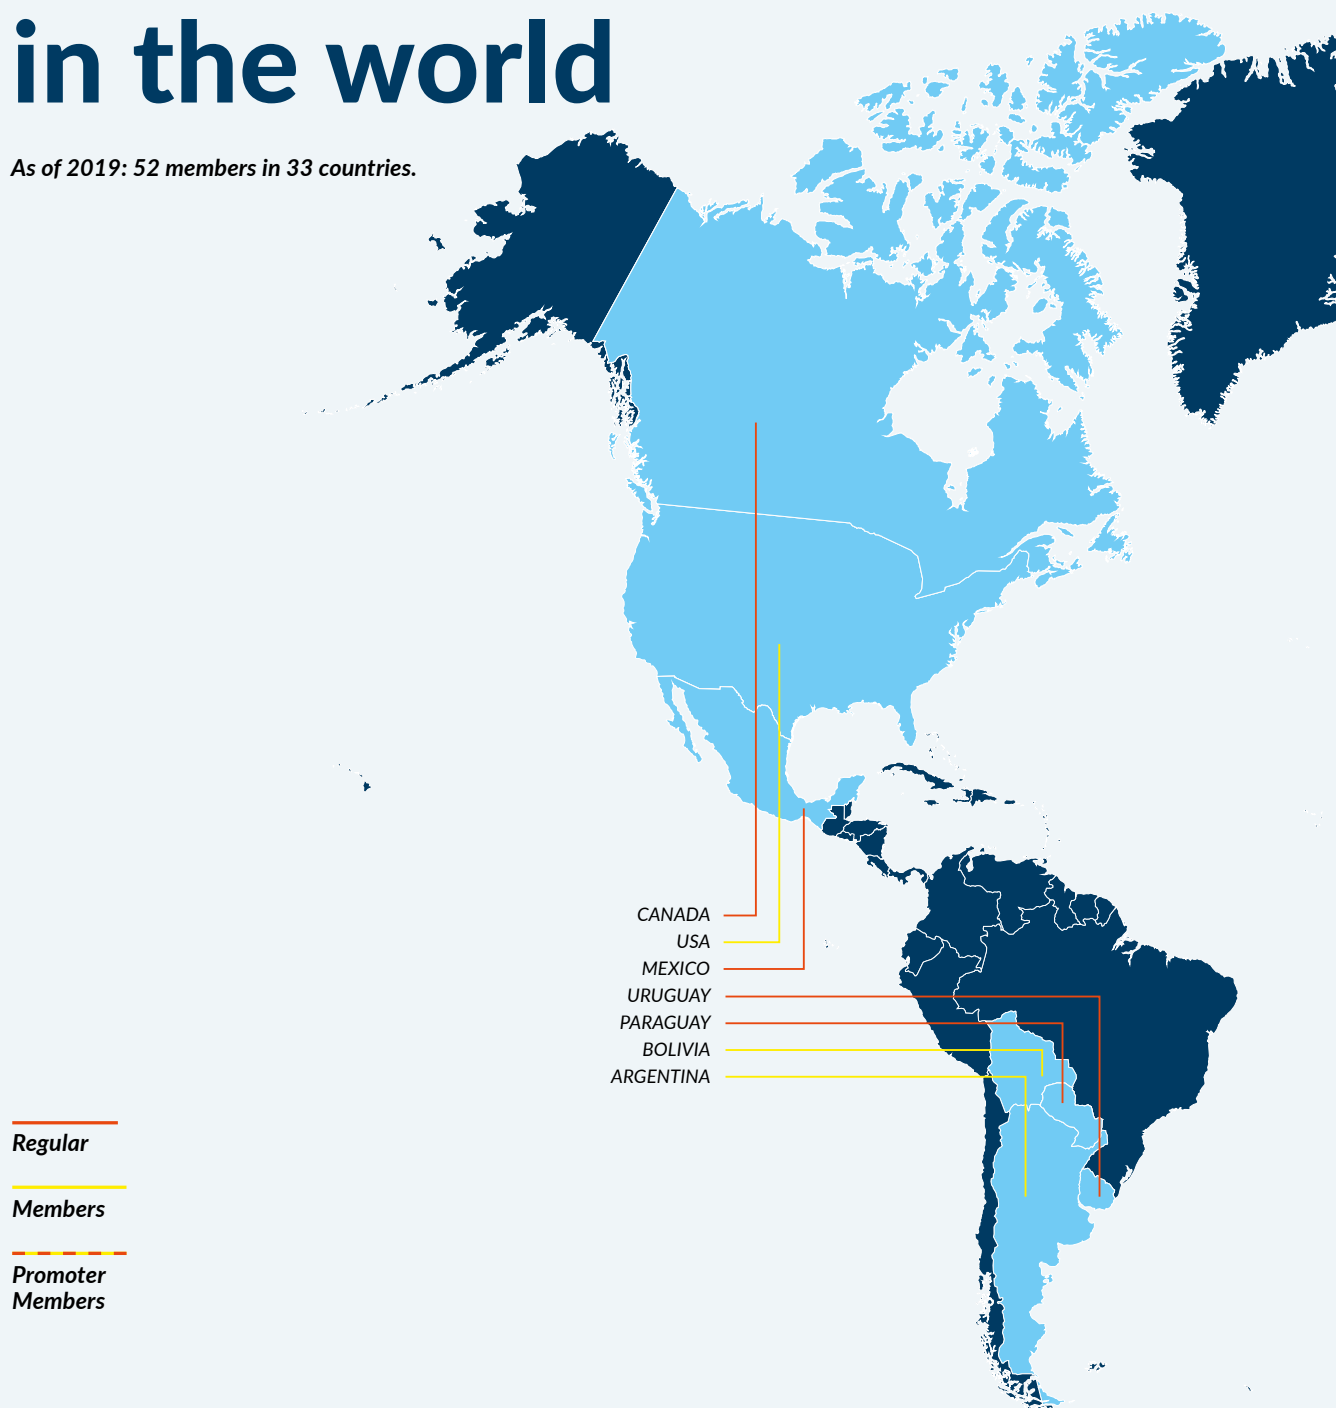 in the world
As of 2019: 52 members in 33 countries.
CANADA
USA
MEXICO
URUGUAY
PARAGUAY
BOLIVIA
ARGENTINA
Regular
Members
Promoter
Members